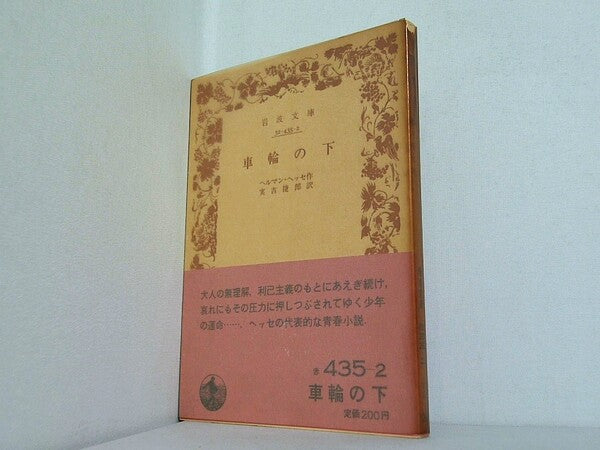 岩波文庫
32-435-2
車輪の下
ヘルマン・ヘッセ作
実吉捷郎訳
大人の無理解、利己主義のもとにあえぎ続け、
哀れにもその圧力に押しつぶされてゆく少年
の運命……。ヘッセの代表的な青春小説。
赤 435-2
車輪の下
定価200円